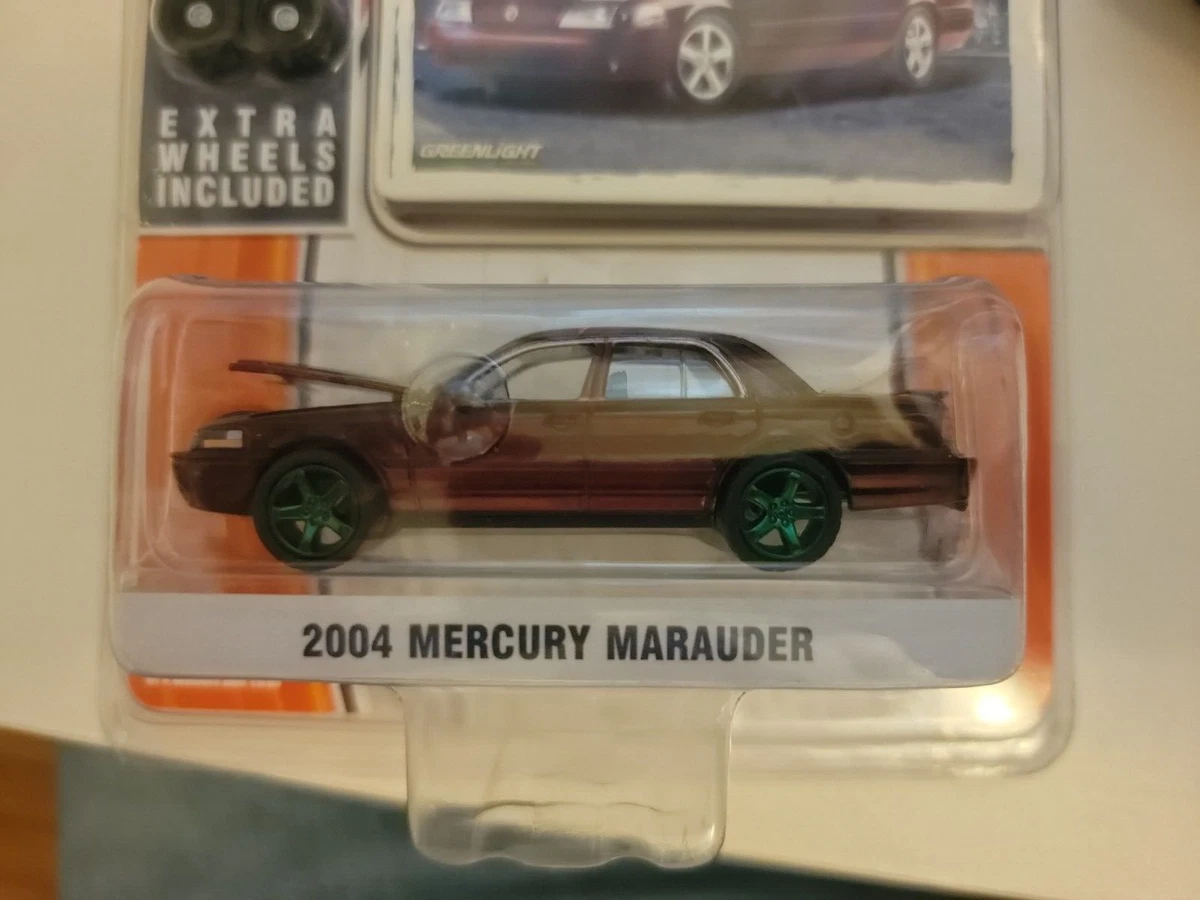 EXTRA
WHEELS
INCLUDED
GREENLIGHT
2004 MERCURY MARAUDER